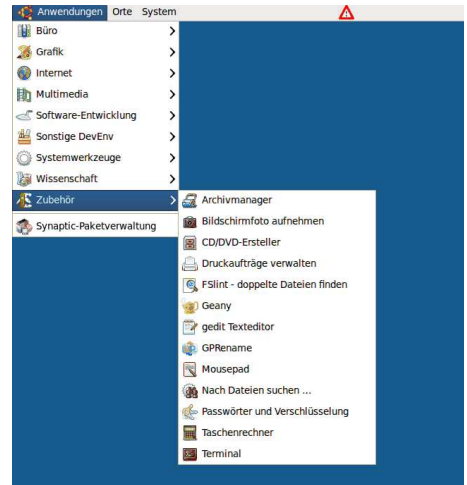 Anwendungen Orte System
Büro
Grafik
Internet
Multimedia
Software-Entwicklung
Sonstige DevEnv
Systemwerkzeuge
Wissenschaft
Zubehör
Synaptic-Paketverwaltung
Archivmanager
Bildschirmfoto aufnehmen
CD/DVD-Ersteller
Druckaufträge verwalten
FSlint - doppelte Dateien finden
Geany
gedit Texteditor
GPRename
Mousepad
Nach Dateien suchen ...
Passwörter und Verschlüsselung
Taschenrechner
Terminal